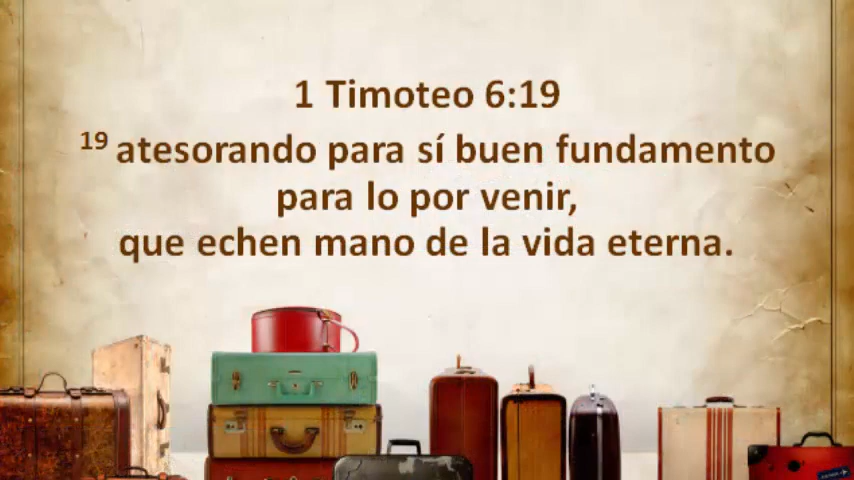 1 Timoteo 6:19
19 atesorando para sí buen fundamento
para lo por venir,
que echen mano de la vida eterna.